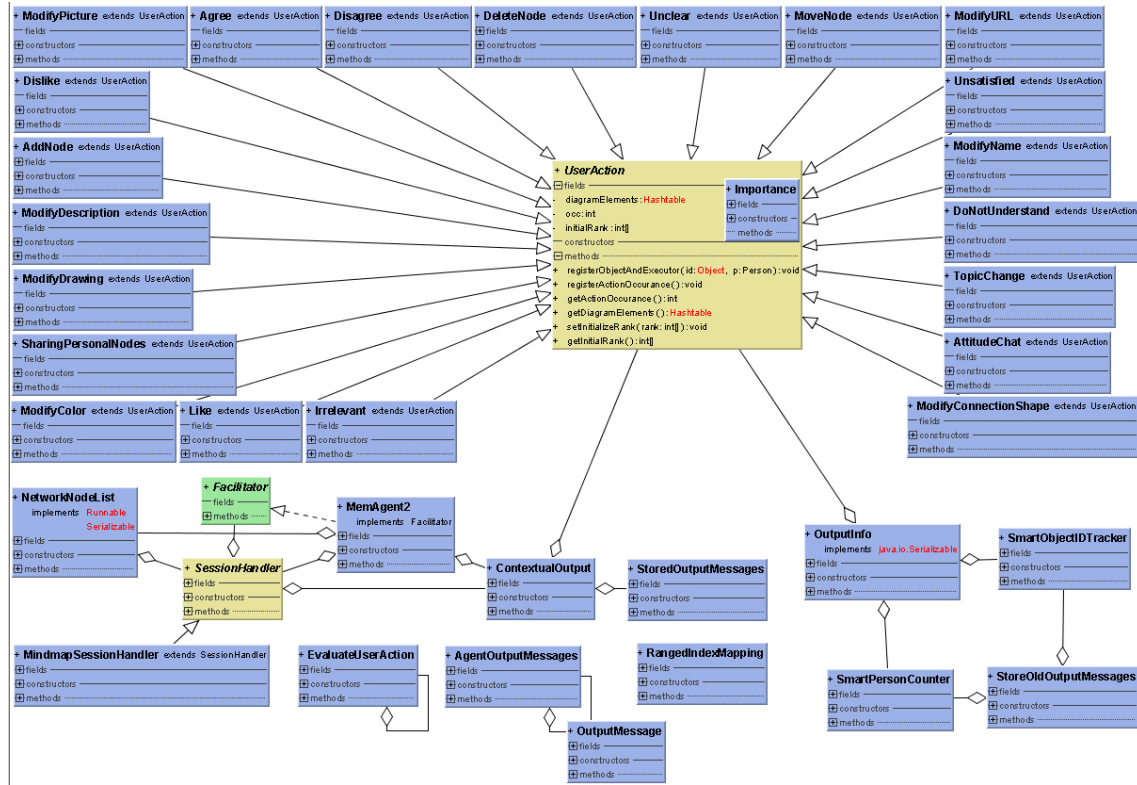 + ModifyPicture extends UserAction
fields
constructors
methods
+ Agree extends UserAction
fields
constructors
methods
+ Disagree extends UserAction
fields
constructors
methods
+ DeleteNode extends UserAction
fields
constructors
methods
+ Unclear extends UserAction
fields
constructors
methods
+ MoveNode extends UserAction
fields
constructors
methods
+ ModifyURL extends UserAction
fields
constructors
methods
+ Dislike extends UserAction
fields
constructors
methods
+ Unsatisfied extends UserAction
fields
constructors
methods
+ AddNode extends UserAction
fields
constructors
methods
+ ModifyName extends UserAction
fields
constructors
methods
+ UserAction
fields
- diagramElements: Hashtable
- occ: int
- initialRank: int[]
constructors
methods
+ registerObjectAndExecutor(id: Object, p: Person): void
+ registerActionOccurance(): void
+ getActionOccurance(): int
+ getDiagramElements(): Hashtable
+ setInitializeRank(rank: int[]): void
+ getInitialRank(): int[]
+ Importance
fields
constructors
methods
+ ModifyDescription extends UserAction
fields
constructors
methods
+ DoNotUnderstand extends UserAction
fields
constructors
methods
+ ModifyDrawing extends UserAction
fields
constructors
methods
+ TopicChange extends UserAction
fields
constructors
methods
+ SharingPersonalNodes extends UserAction
fields
constructors
methods
+ AttitudeChat extends UserAction
fields
constructors
methods
+ ModifyColor extends UserAction
fields
constructors
methods
+ Like extends UserAction
fields
constructors
methods
+ Irrelevant extends UserAction
fields
constructors
methods
+ ModifyConnectionShape extends UserAction
fields
constructors
methods
+ NetworkNodeList
implements Runnable
Serializable
fields
constructors
methods
+ Facilitator
fields
methods
+ MemAgent2
implements Facilitator
fields
constructors
methods
+ SessionHandler
fields
constructors
methods
+ ContextualOutput
fields
constructors
methods
+ StoredOutputMessages
fields
constructors
methods
+ OutputInfo
implements java.io.Serializable
fields
constructors
methods
+ SmartObjectIDTracker
fields
constructors
methods
+ MindmapSessionHandler extends SessionHandler
fields
constructors
methods
+ EvaluateUserAction
fields
constructors
methods
+ AgentOutputMessages
fields
constructors
methods
+ RangedIndexMapping
fields
constructors
methods
+ SmartPersonCounter
fields
constructors
methods
+ StoreOldOutputMessages
fields
constructors
methods
+ OutputMessage
fields
constructors
methods